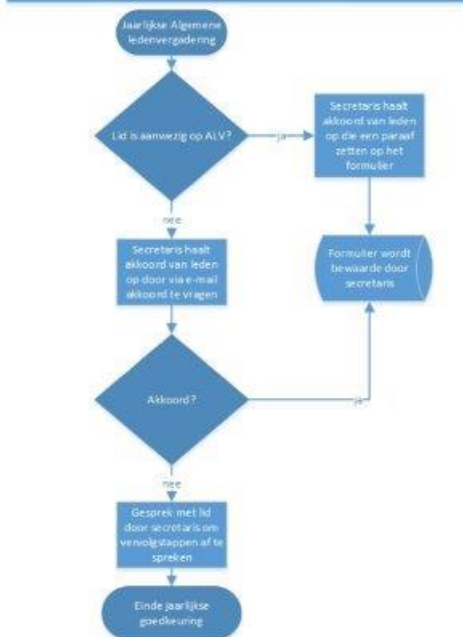 Jaarlijkse Algemene
ledenvergadering
Lid is aanwezig op ALV?
ja
Secretaris haalt
akkoord van leden
op die een paraaf
zetten op het
formulier
nee
Secretaris haalt
akkoord van leden
op door via e-mail
akkoord te vragen
Formulier wordt
bewaarde door
secretaris
Akkoord?
ja
nee
Gesprek met lid
door secretaris om
vervolgstappen af te
spreken
Einde jaarlijkse
goedkeuring